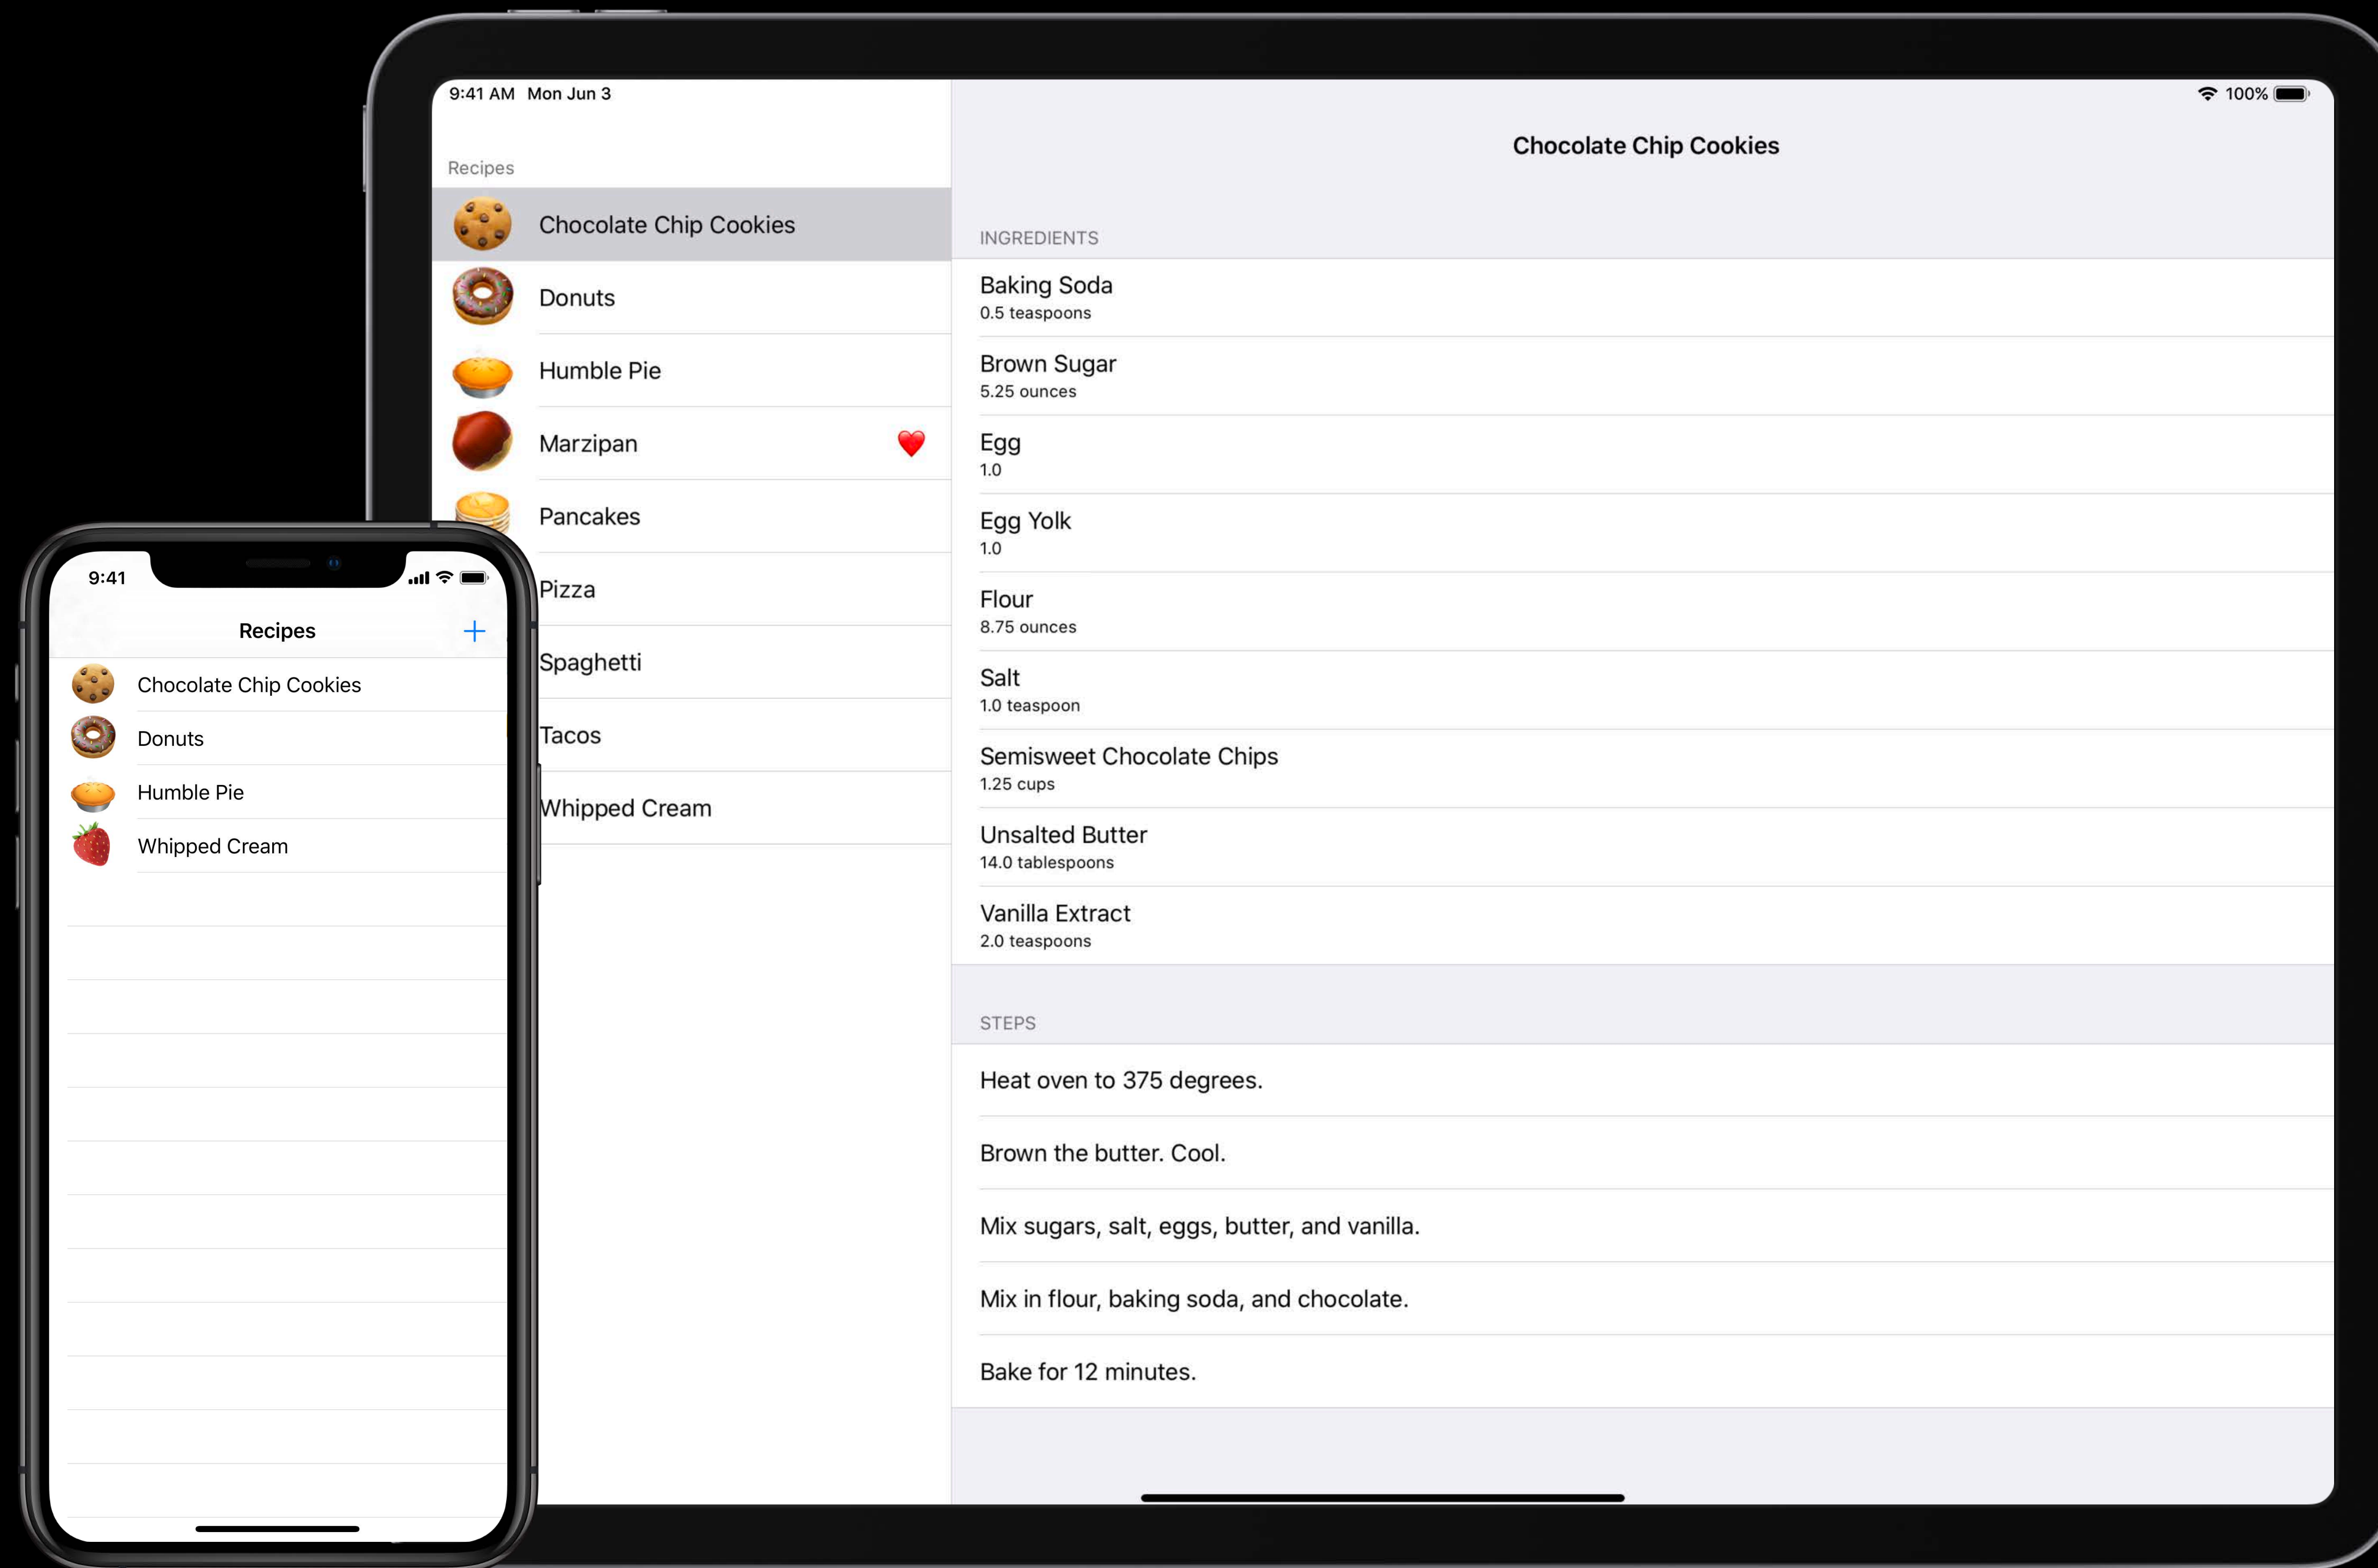 9:41 AM Mon Jun 3
100%
Recipes
Chocolate Chip Cookies
Donuts
Humble Pie
Marzipan
Pancakes
Pizza
Spaghetti
Tacos
Whipped Cream
Chocolate Chip Cookies
INGREDIENTS
Baking Soda
0.5 teaspoons
Brown Sugar
5.25 ounces
Egg
1.0
Egg Yolk
1.0
Flour
8.75 ounces
Salt
1.0 teaspoon
Semisweet Chocolate Chips
1.25 cups
Unsalted Butter
14.0 tablespoons
Vanilla Extract
2.0 teaspoons
STEPS
Heat oven to 375 degrees.
Brown the butter. Cool.
Mix sugars, salt, eggs, butter, and vanilla.
Mix in flour, baking soda, and chocolate.
Bake for 12 minutes.
9:41
Recipes
Chocolate Chip Cookies
Donuts
Humble Pie
Whipped Cream